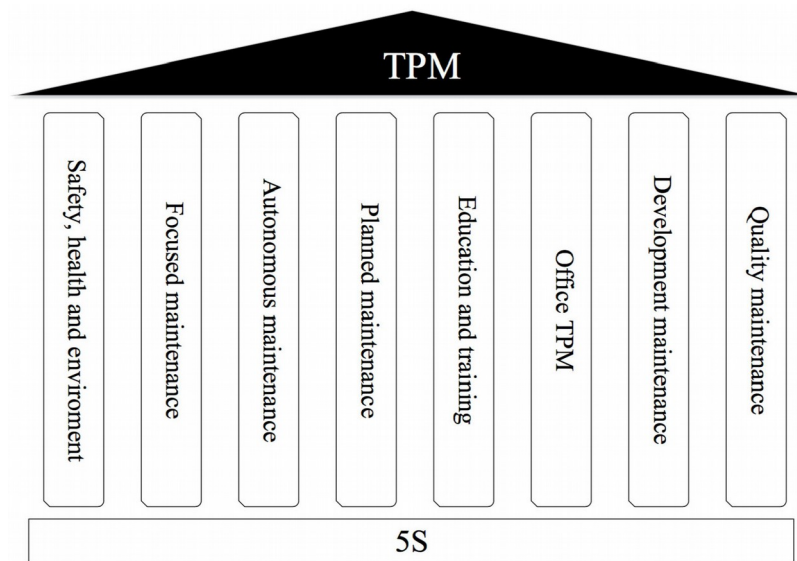 TPM
Safety, health and enviroment
Focused maintenance
Autonomous maintenance
Planned maintenance
Education and training
Office TPM
Development maintenance
Quality maintenance
5S